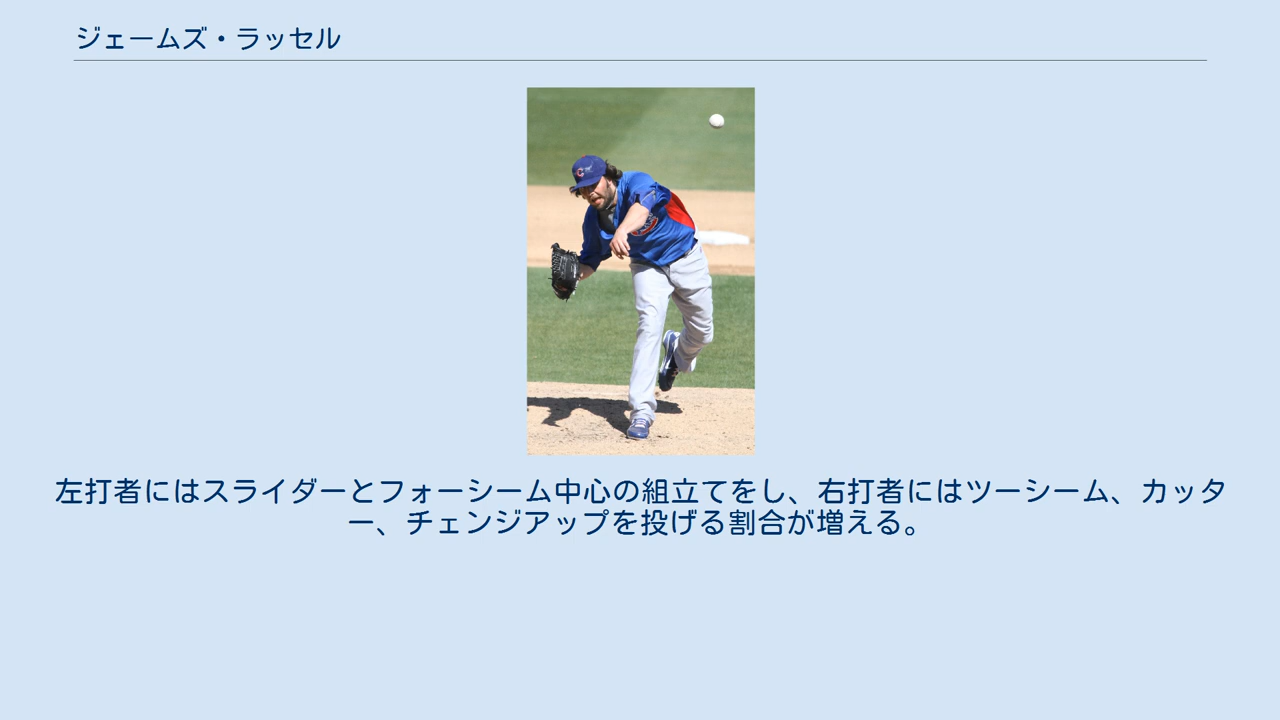 ジェームズ・ラッセル
左打者にはスライダーとフォーシーム中心の組立てをし、右打者にはツーシーム、カッタ
ー、チェンジアップを投げる割合が増える。